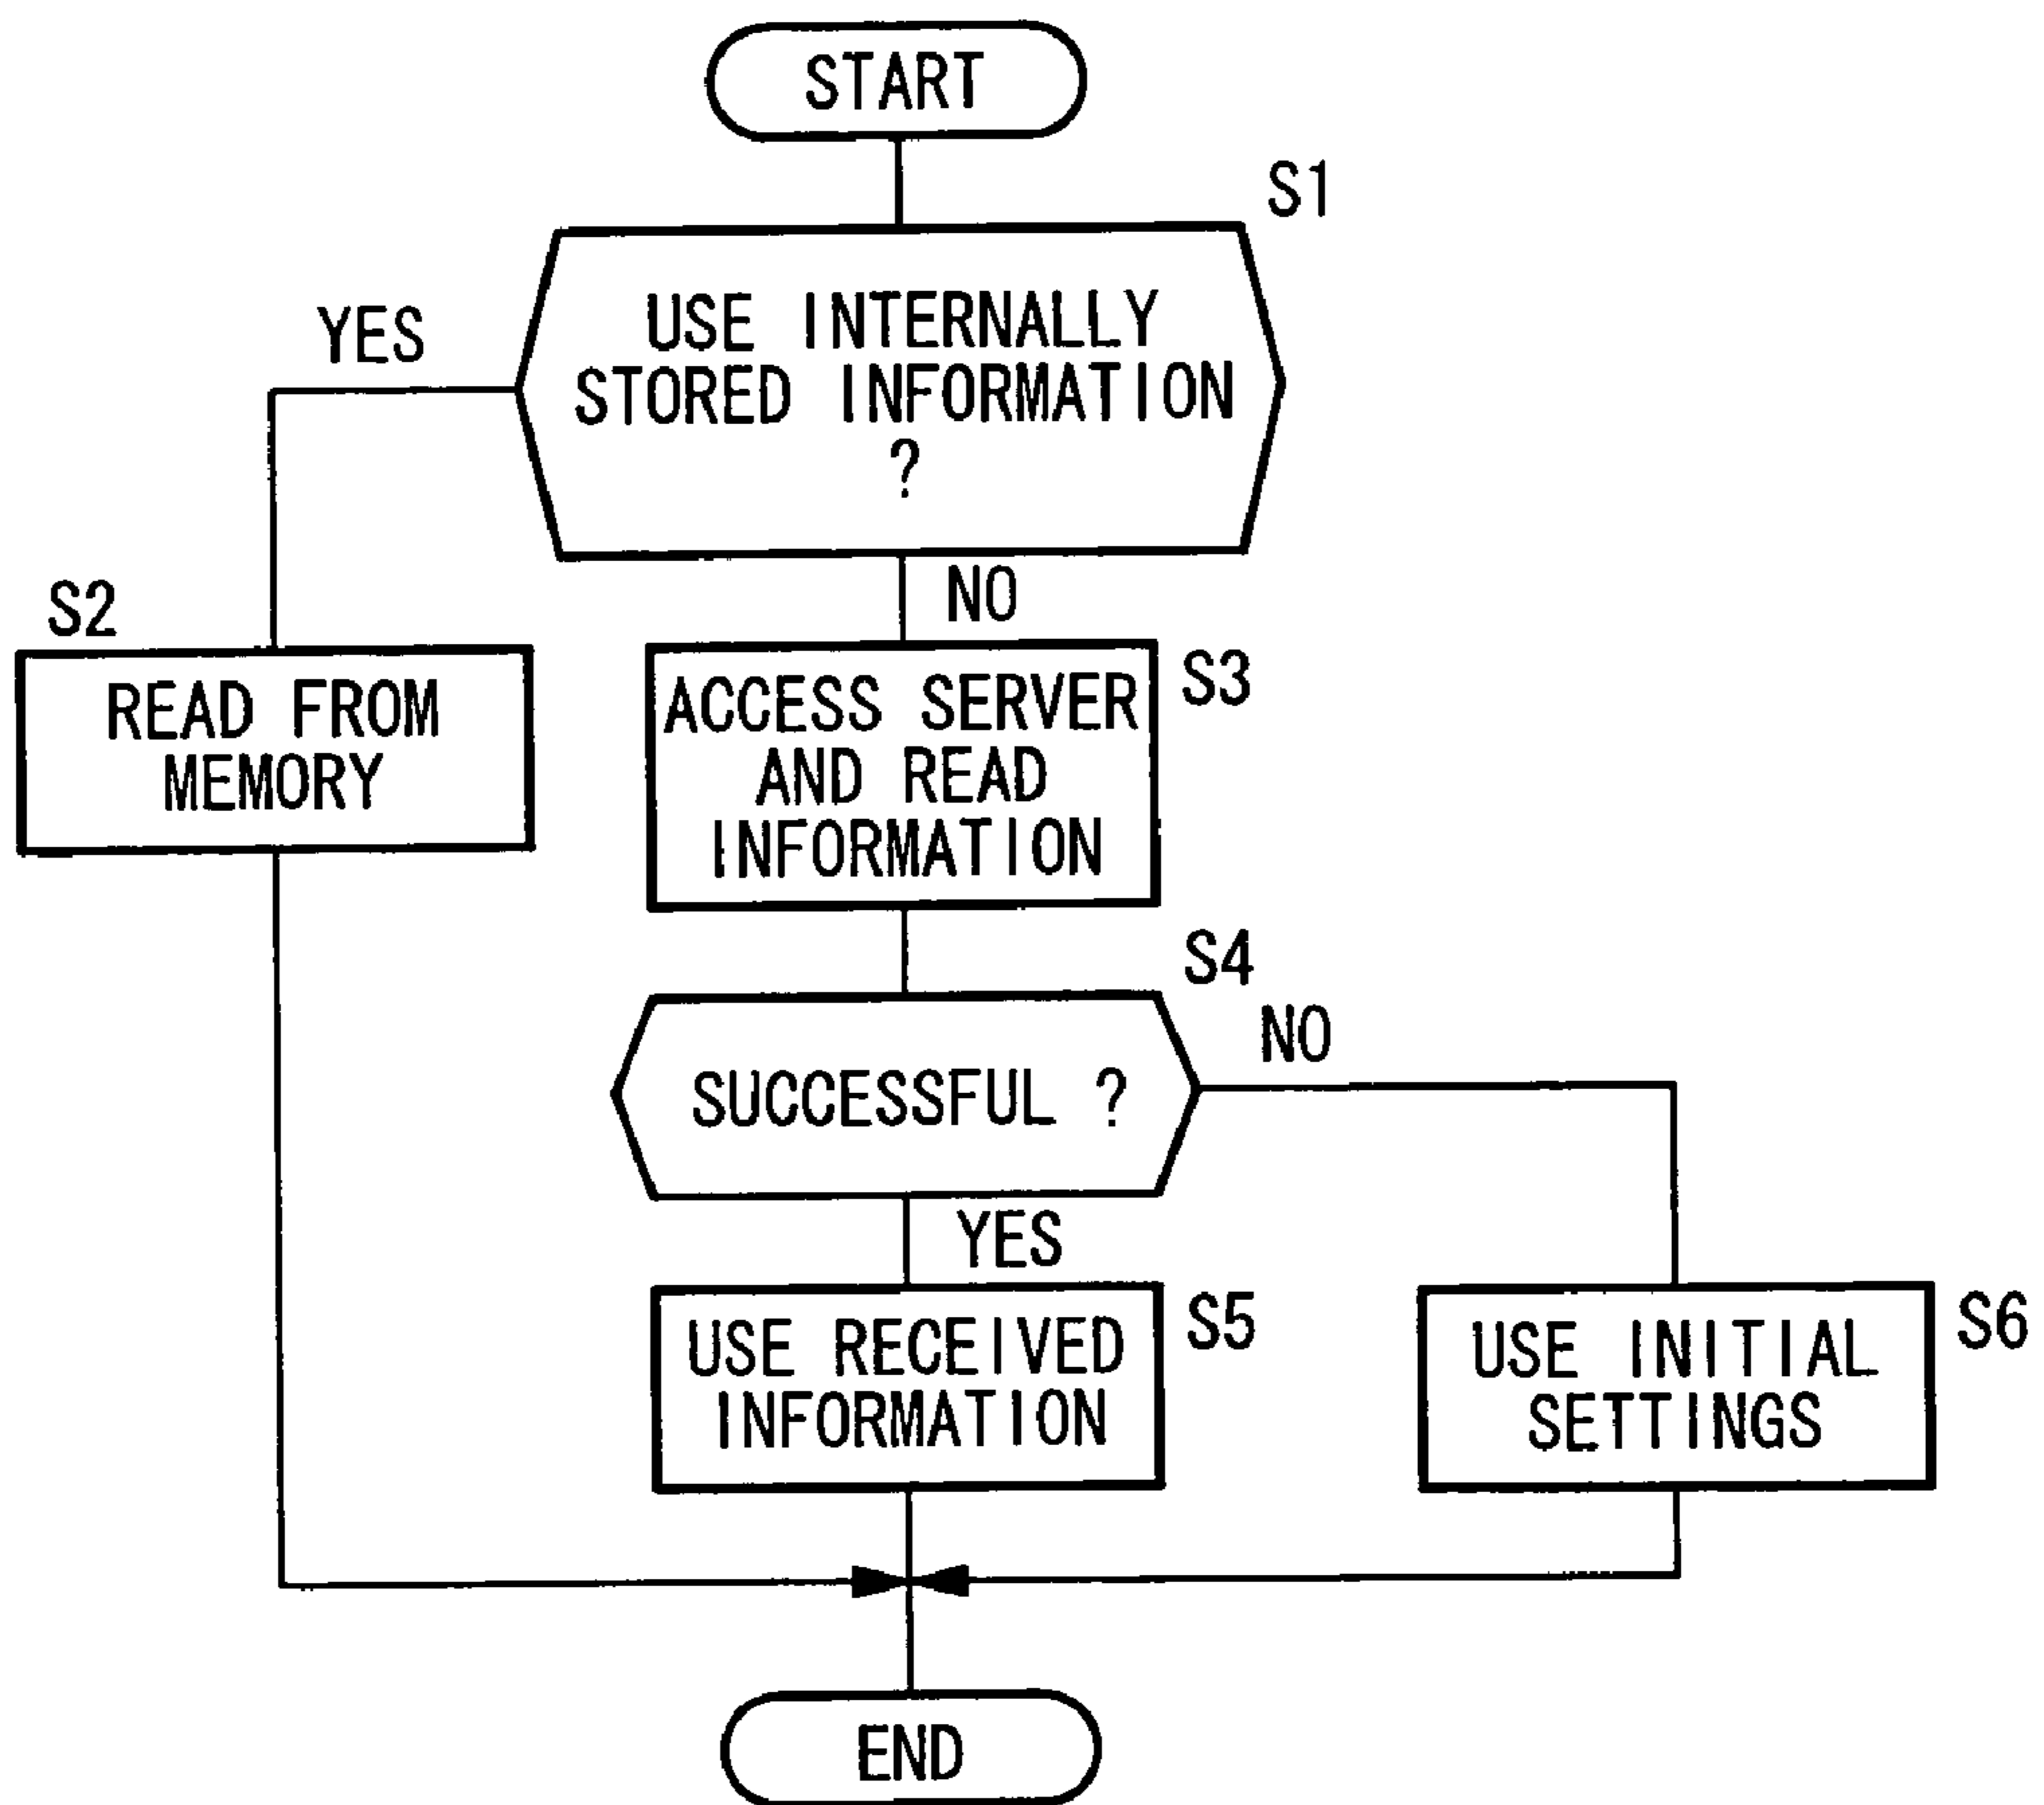 START
S1
USE INTERNALLY
STORED INFORMATION
?
YES
NO
S2
READ FROM
MEMORY
S3
ACCESS SERVER
AND READ
INFORMATION
S4
SUCCESSFUL ?
NO
YES
S5
USE RECEIVED
INFORMATION
S6
USE INITIAL
SETTINGS
END